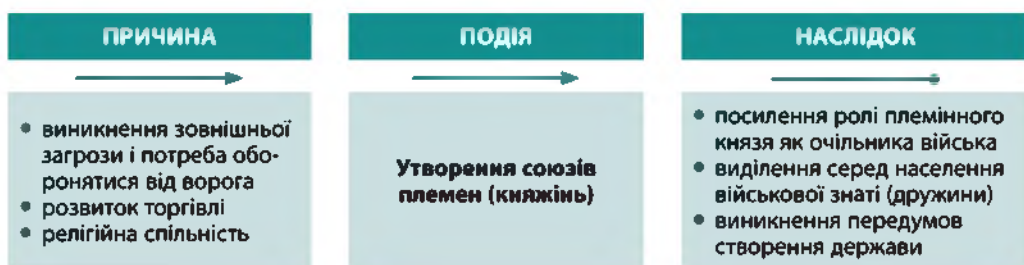 ПРИЧИНА
ПОДІЯ
НАСЛІДОК
• виникнення зовнішньої
загрози і потреба обо-
ронятися від ворога
• розвиток торгівлі
• релігійна спільність
Утворення союзів
племен (княжінь)
• посилення ролі племінного
князя як очільника війська
• виділення серед населення
військової знаті (дружини)
• виникнення передумов
створення держави